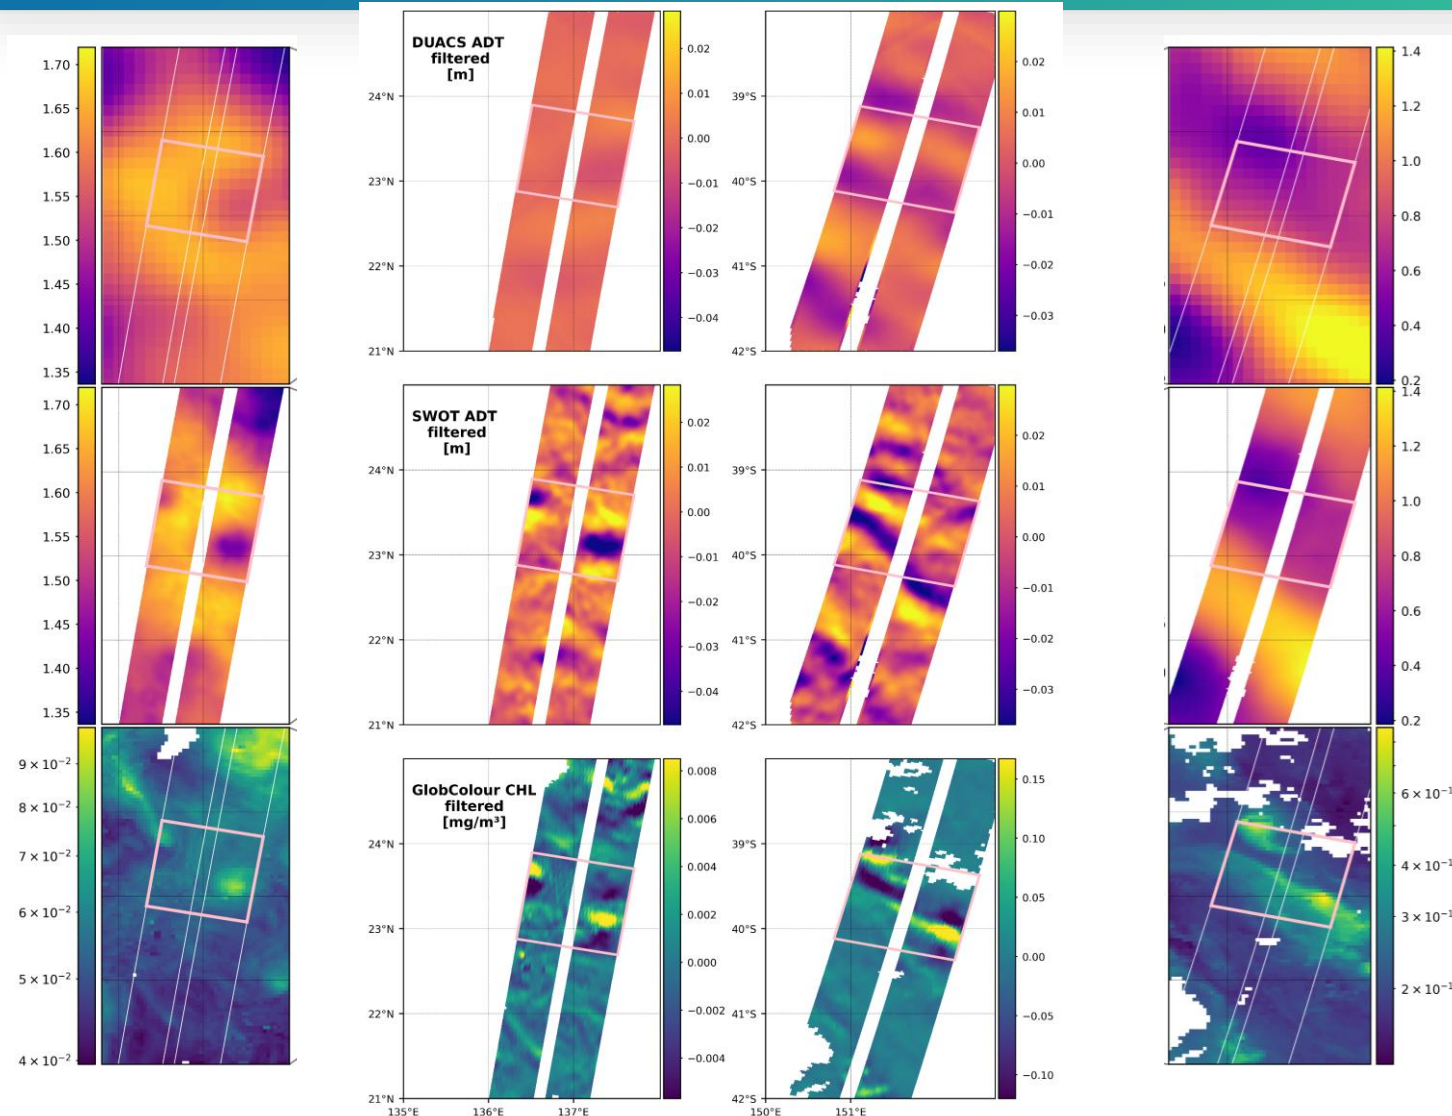 1.70
1.65
1.60
1.55
1.50
1.45
1.40
1.35
DUACS ADT
filtered
[m]
24°N
23°N
22°N
21°N
0.02
0.01
0.00
−0.01
−0.02
−0.03
−0.04
39°S
40°S
41°S
42°S
0.02
0.01
0.00
−0.01
−0.02
−0.03
1.4
1.2
1.0
0.8
0.6
0.4
0.2
1.70
1.65
1.60
1.55
1.50
1.45
1.40
1.35
SWOT ADT
filtered
[m]
24°N
23°N
22°N
21°N
0.02
0.01
0.00
−0.01
−0.02
−0.03
−0.04
39°S
40°S
41°S
42°S
0.02
0.01
0.00
−0.01
−0.02
−0.03
1.4
1.2
1.0
0.8
0.6
0.4
0.2
9 × 10⁻²
8 × 10⁻²
7 × 10⁻²
6 × 10⁻²
5 × 10⁻²
4 × 10⁻²
GlobColour CHL
filtered
[mg/m³]
24°N
23°N
22°N
21°N
135°E 136°E 137°E
0.008
0.006
0.004
0.002
0.000
−0.002
−0.004
39°S
40°S
41°S
42°S
150°E 151°E
0.15
0.10
0.05
0.00
−0.05
−0.10
6 × 10⁻¹
4 × 10⁻¹
3 × 10⁻¹
2 × 10⁻¹